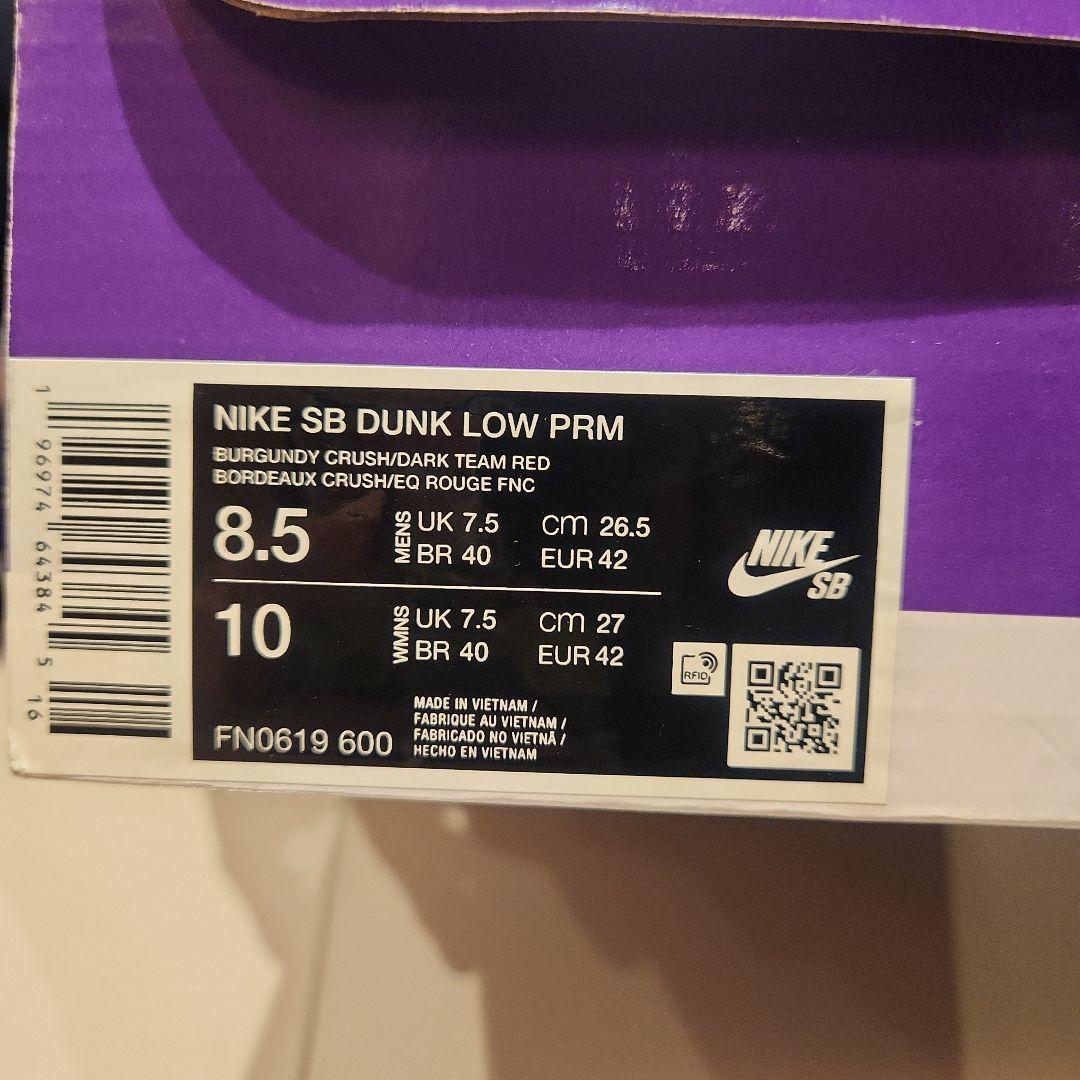 NIKE SB DUNK LOW PRM
BURGUNDY CRUSH/DARK TEAM RED
BORDEAUX CRUSH/EQ ROUGE FNC
8.5 MENS UK 7.5 cm 26.5
BR 40 EUR 42
10 WMNS UK 7.5 cm 27
BR 40 EUR 42
NIKE
SB
RFID
MADE IN VIETNAM /
FABRIQUE AU VIETNAM /
FABRICADO NO VIETNÃ /
HECHO EN VIETNAM
FN0619 600
1 96974 64384 5 16